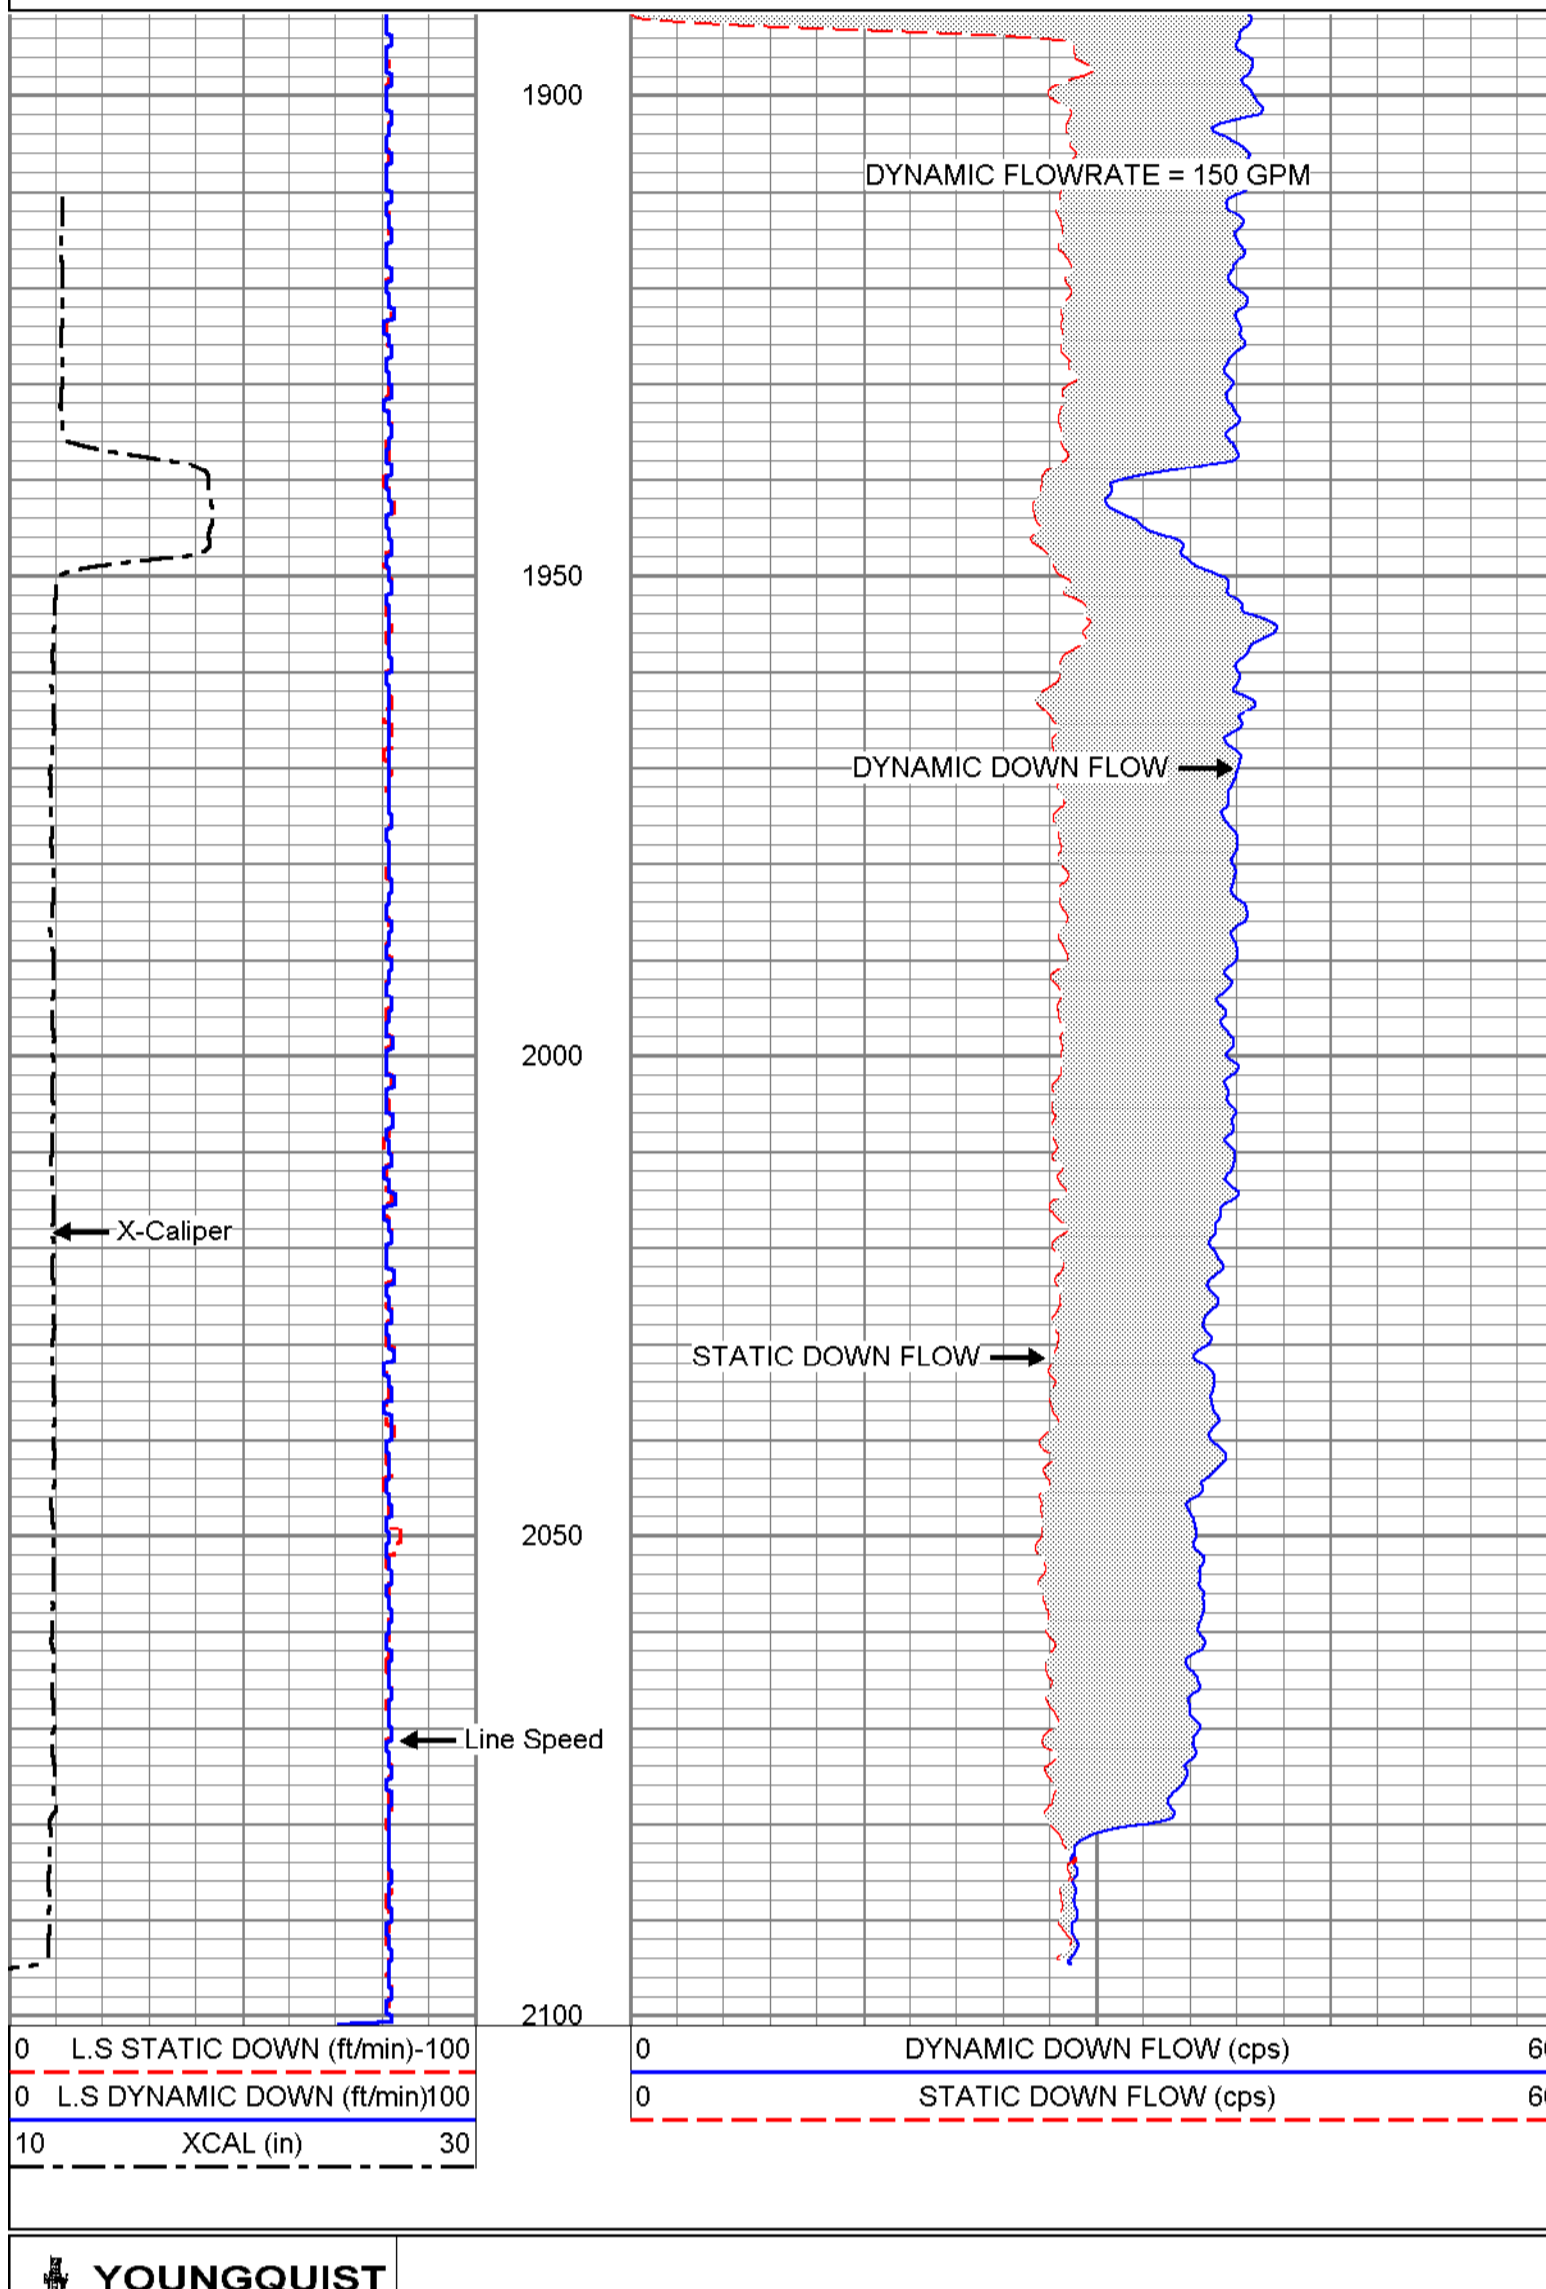 1900
DYNAMIC FLOWRATE = 150 GPM
1950
DYNAMIC DOWN FLOW
2000
X-Caliper
STATIC DOWN FLOW
2050
Line Speed
2100
0 L.S STATIC DOWN (ft/min)-100
0 L.S DYNAMIC DOWN (ft/min)100
10 XCAL (in) 30
0 DYNAMIC DOWN FLOW (cps)
0 STATIC DOWN FLOW (cps)
YOUNGQUIST